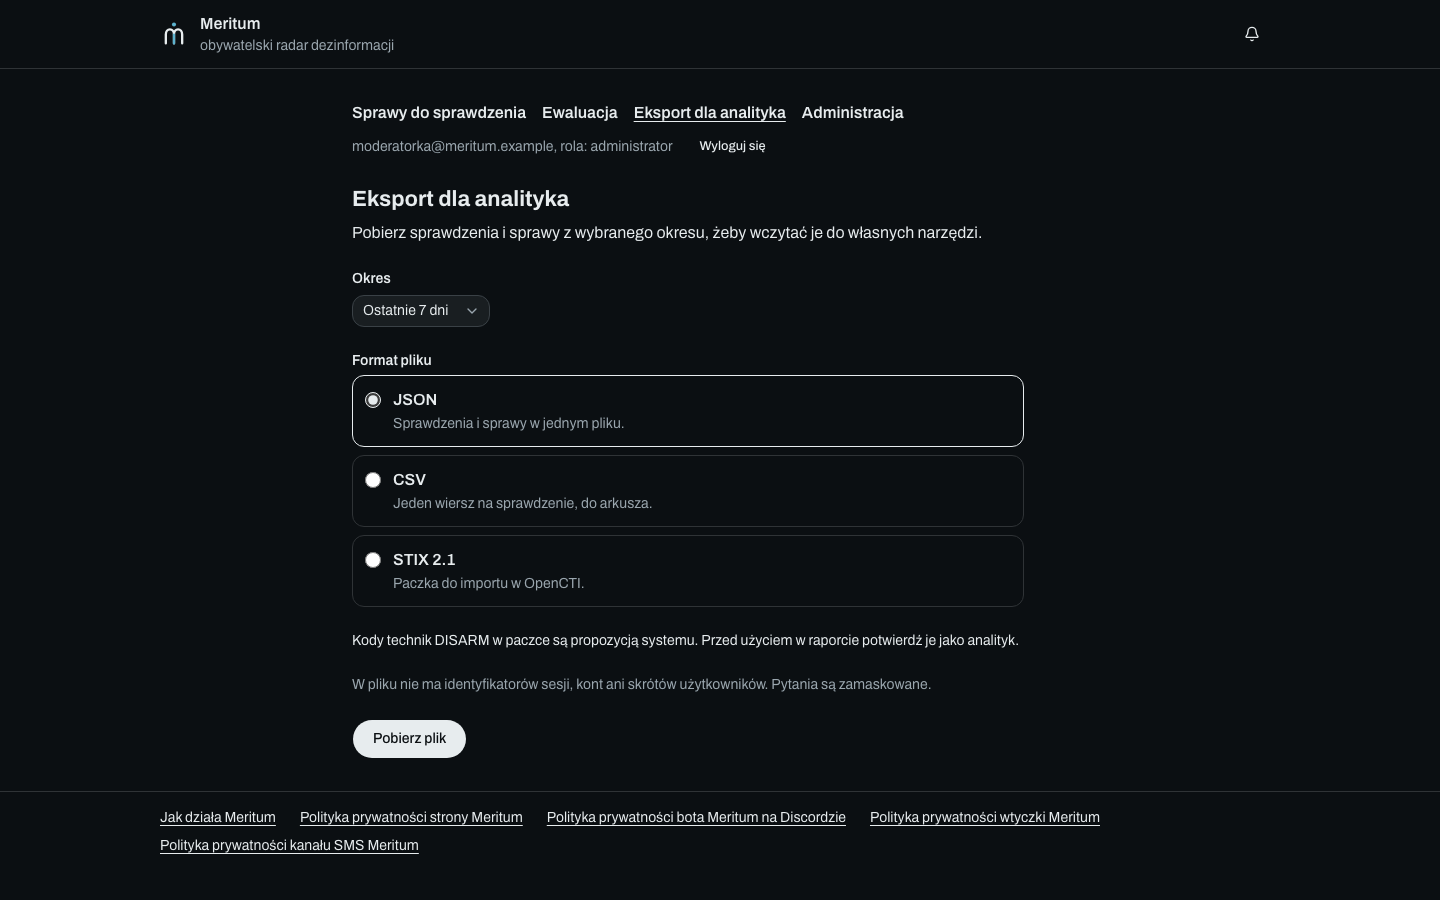 Meritum
obywatelski radar dezinformacji
Sprawy do sprawdzenia Ewaluacja Eksport dla analityka Administracja
moderatorka@meritum.example, rola: administrator Wyloguj się
Eksport dla analityka
Pobierz sprawdzenia i sprawy z wybranego okresu, żeby wczytać je do własnych narzędzi.
Okres
Ostatnie 7 dni
Format pliku
JSON
Sprawdzenia i sprawy w jednym pliku.
CSV
Jeden wiersz na sprawdzenie, do arkusza.
STIX 2.1
Paczka do importu w OpenCTI.
Kody technik DISARM w paczce są propozycją systemu. Przed użyciem w raporcie potwierdź je jako analityk.
W pliku nie ma identyfikatorów sesji, kont ani skrótów użytkowników. Pytania są zamaskowane.
Pobierz plik
Jak działa Meritum Polityka prywatności strony Meritum Polityka prywatności bota Meritum na Discordzie Polityka prywatności wtyczki Meritum
Polityka prywatności kanału SMS Meritum